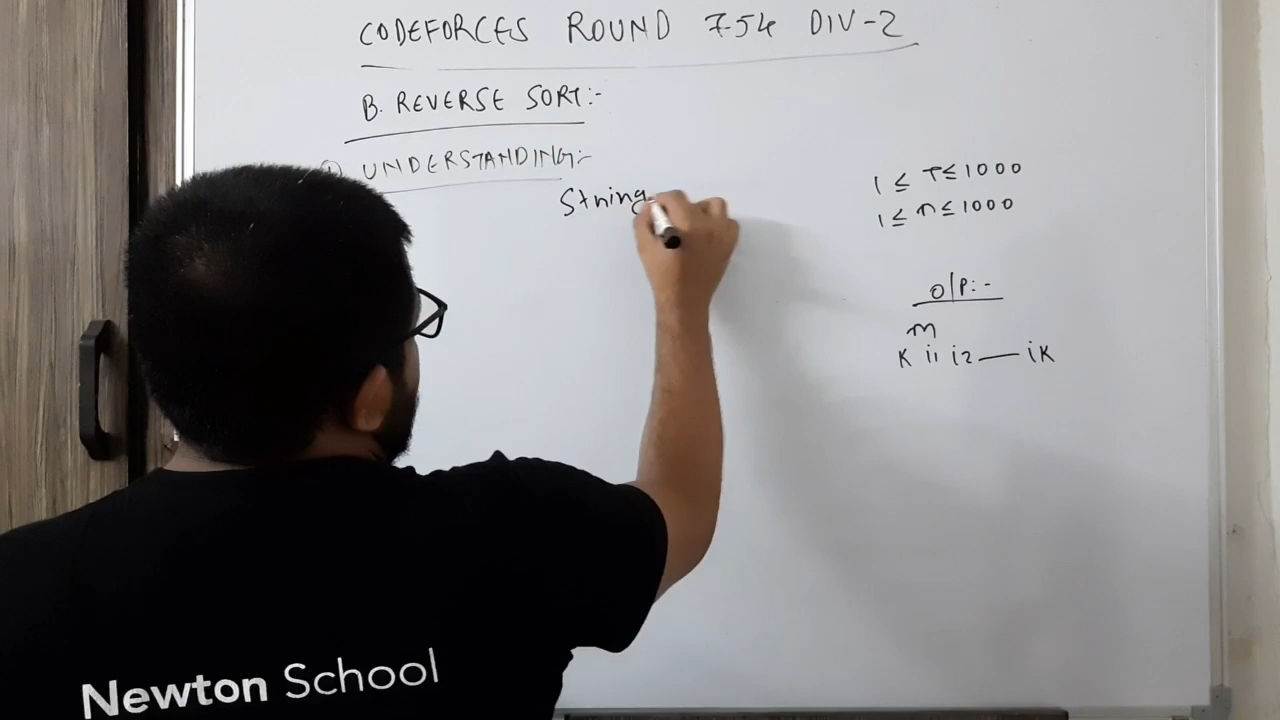 CODEFORCES ROUND 754 DIV-2
B. REVERSE SORT:-
UNDERSTANDING:-
String
1 ≤ T ≤ 1000
1 ≤ n ≤ 1000
O/P:-
m
K i1 i2 — iK
Newton School